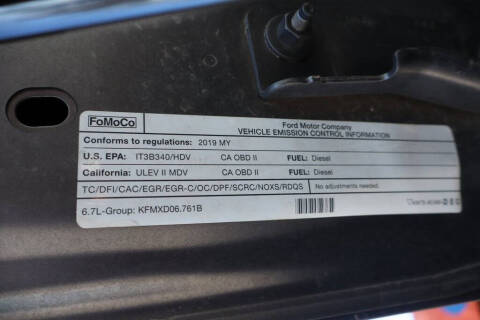 FoMoCo
Ford Motor Company
VEHICLE EMISSION CONTROL INFORMATION
Conforms to regulations: 2019 MY
U.S. EPA: IT3B340/HDV CA OBD II FUEL: Diesel
California: ULEV II MDV CA OBD II FUEL: Diesel
TC/DFI/CAC/EGR/EGR-C/OC/DPF/SCRC/NOXS/RDQS No adjustments needed.
6.7L-Group: KFMXD06.761B